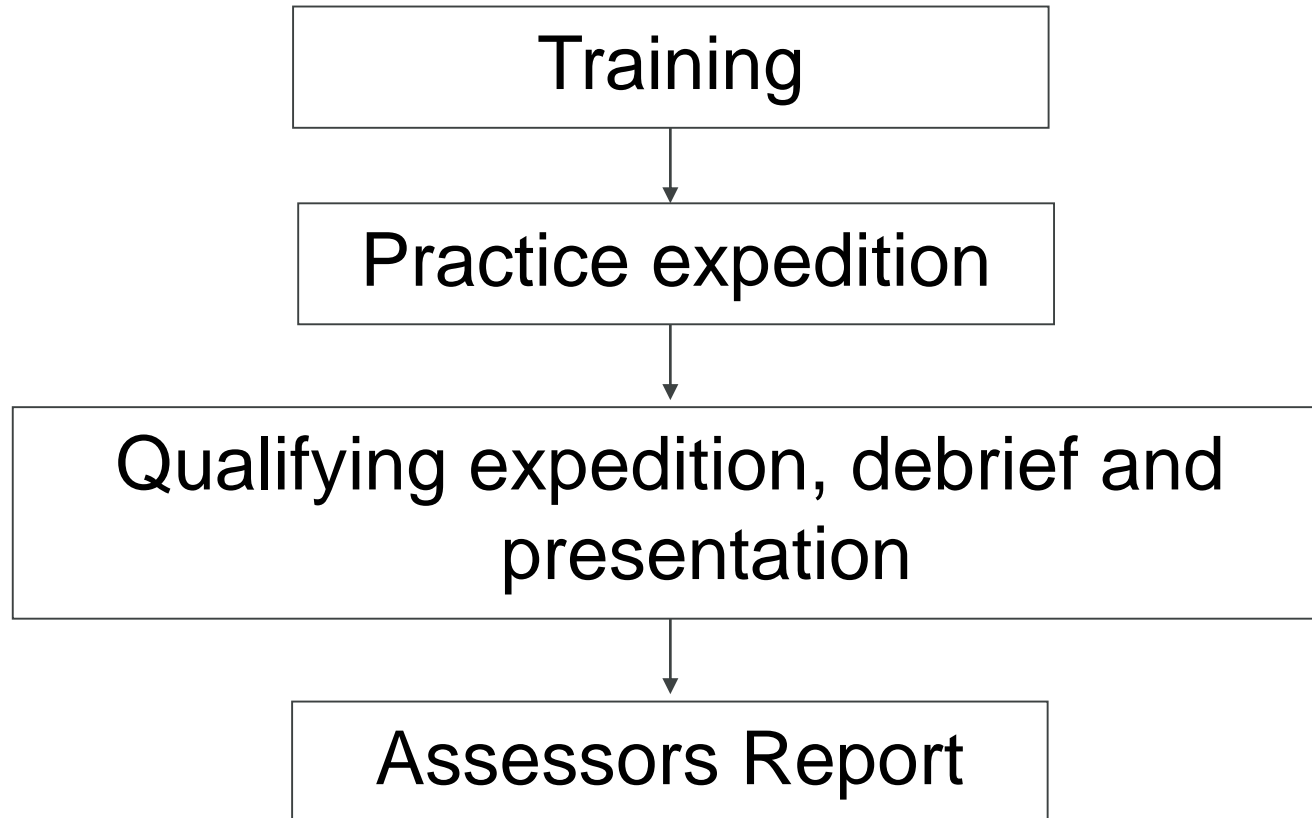 Training
Practice expedition
Qualifying expedition, debrief and
presentation
Assessors Report